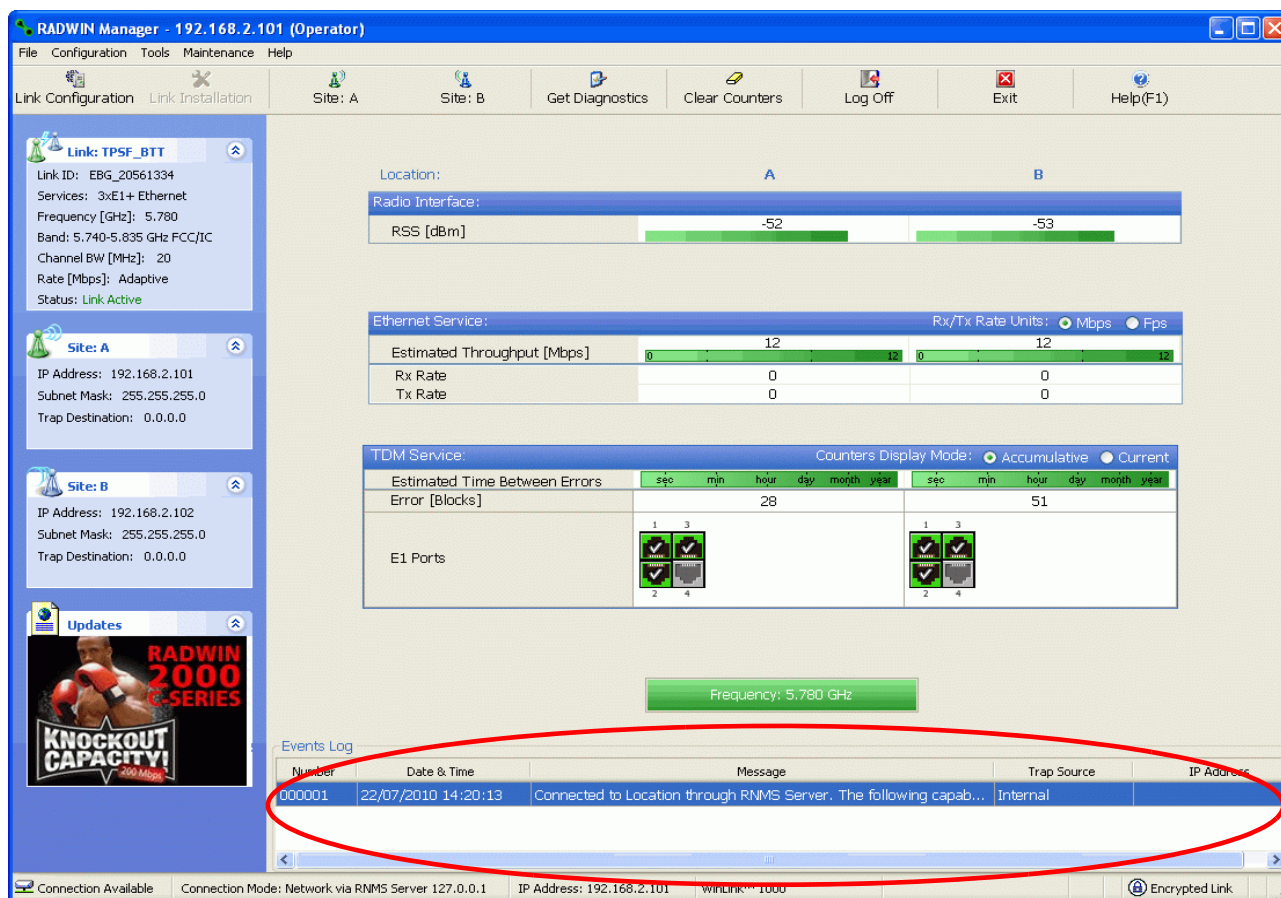 RADWIN Manager - 192.168.2.101 (Operator)
File Configuration Tools Maintenance Help
Link Configuration Link Installation Site: A Site: B Get Diagnostics Clear Counters Log Off Exit Help(F1)
Link: TPSF_BTT
Link ID: EBG_20561334
Services: 3xE1+ Ethernet
Frequency [GHz]: 5.780
Band: 5.740-5.835 GHz FCC/IC
Channel BW [MHz]: 20
Rate [Mbps]: Adaptive
Status: Link Active
Site: A
IP Address: 192.168.2.101
Subnet Mask: 255.255.255.0
Trap Destination: 0.0.0.0
Site: B
IP Address: 192.168.2.102
Subnet Mask: 255.255.255.0
Trap Destination: 0.0.0.0
Updates
RADWIN
2000
C-SERIES
KNOCKOUT
CAPACITY!
200 Mbps
Location: A B
Radio Interface:
RSS [dBm] -52 -53
Ethernet Service: Rx/Tx Rate Units: Mbps Fps
Estimated Throughput [Mbps] 12 12
0 12 0 12
Rx Rate 0 0
Tx Rate 0 0
TDM Service: Counters Display Mode: Accumulative Current
Estimated Time Between Errors sec min hour day month year sec min hour day month year
Error [Blocks] 28 51
1 3 1 3
E1 Ports
2 4 2 4
Frequency: 5.780 GHz
Events Log
Number Date & Time Message Trap Source IP Address
000001 22/07/2010 14:20:13 Connected to Location through RNMS Server. The following capab... Internal
Connection Available Connection Mode: Network via RNMS Server 127.0.0.1 IP Address: 192.168.2.101 WinLink™ 1000 Encrypted Link